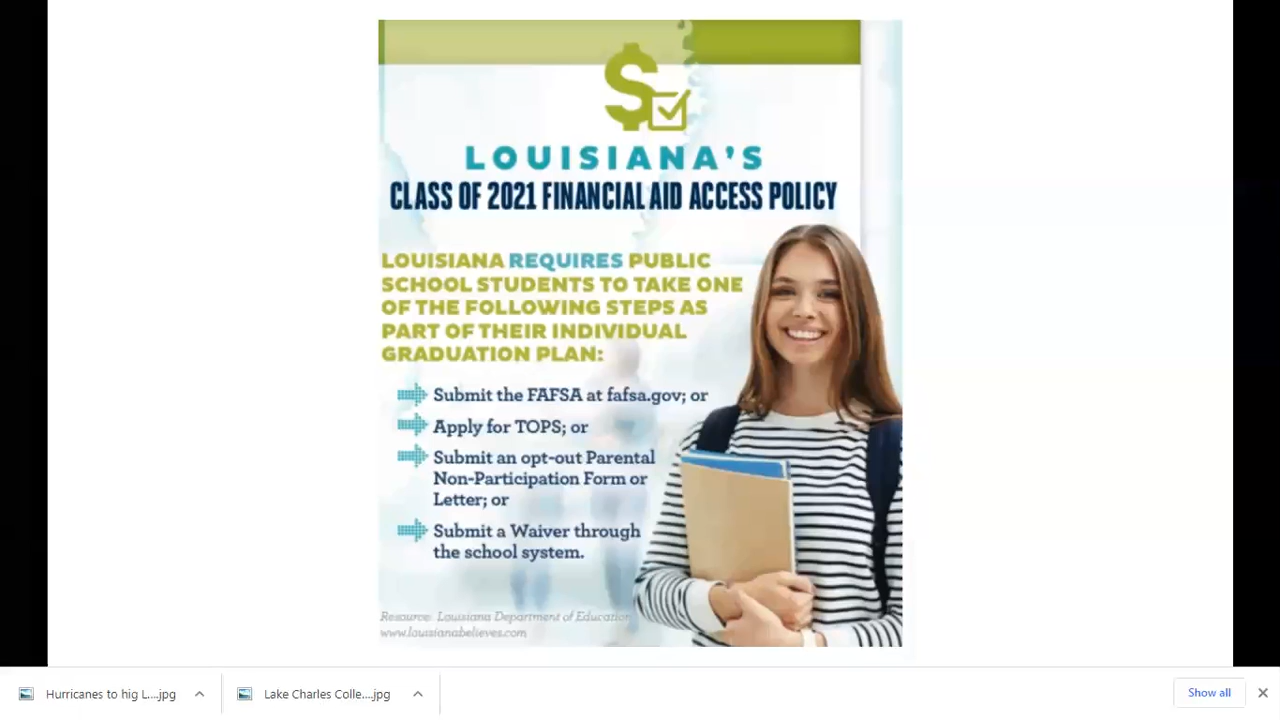 LOUISIANA'S
CLASS OF 2021 FINANCIAL AID ACCESS POLICY
LOUISIANA REQUIRES PUBLIC
SCHOOL STUDENTS TO TAKE ONE
OF THE FOLLOWING STEPS AS
PART OF THEIR INDIVIDUAL
GRADUATION PLAN:
Submit the FAFSA at fafsa.gov; or
Apply for TOPS; or
Submit an opt-out Parental
Non-Participation Form or
Letter; or
Submit a Waiver through
the school system.
Resource: Louisiana Department of Education
www.louisianabelieves.com
Hurricanes to hig L....jpg
Lake Charles Colle....jpg
Show all